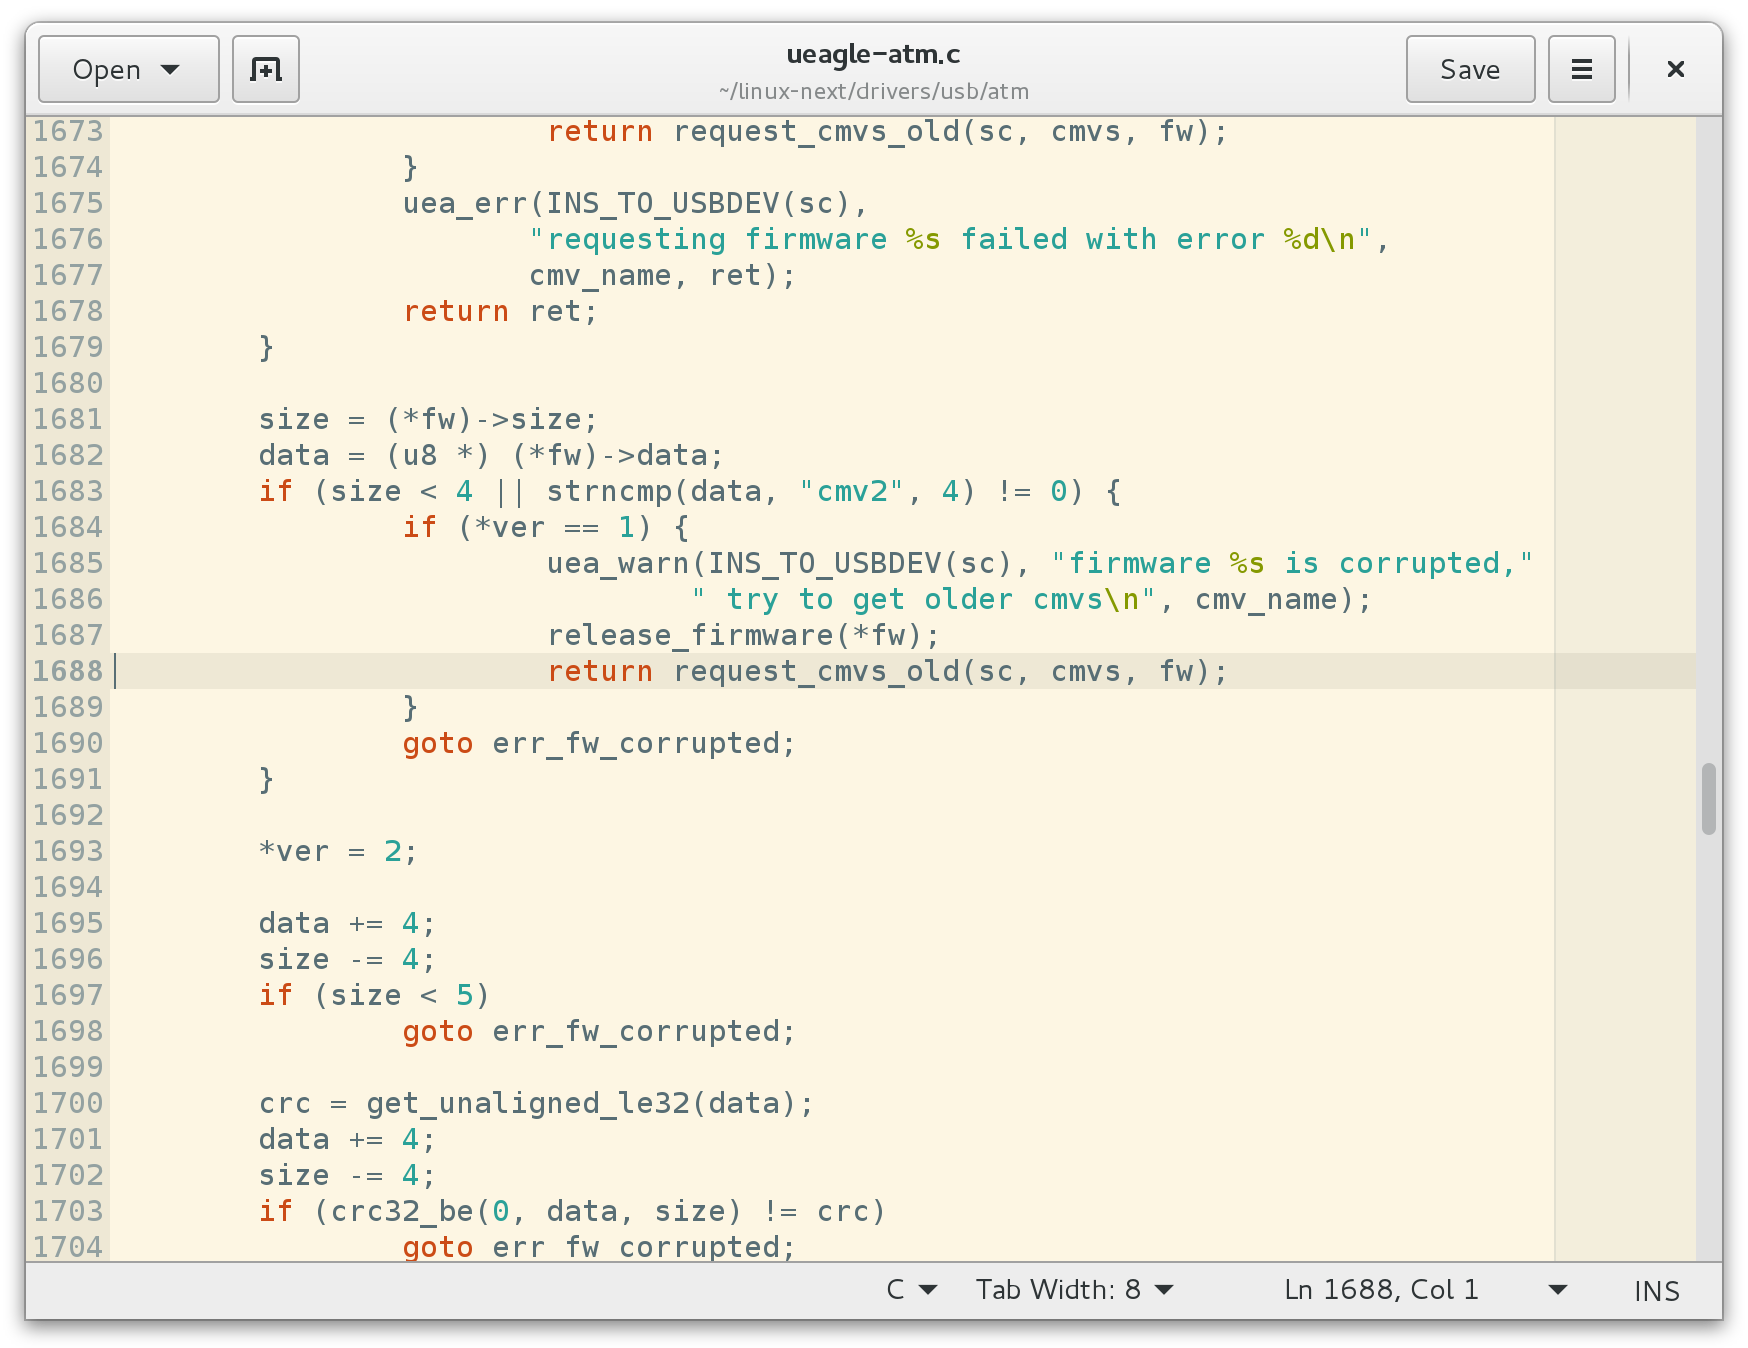 Open
ueagle-atm.c
~/linux-next/drivers/usb/atm
Save
1673                         return request_cmvs_old(sc, cmvs, fw);
1674                 }
1675                 uea_err(INS_TO_USBDEV(sc),
1676                        "requesting firmware %s failed with error %d\n",
1677                        cmv_name, ret);
1678                 return ret;
1679         }
1680
1681         size = (*fw)->size;
1682         data = (u8 *) (*fw)->data;
1683         if (size < 4 || strncmp(data, "cmv2", 4) != 0) {
1684                 if (*ver == 1) {
1685                         uea_warn(INS_TO_USBDEV(sc), "firmware %s is corrupted,"
1686                                 " try to get older cmvs\n", cmv_name);
1687                         release_firmware(*fw);
1688                         return request_cmvs_old(sc, cmvs, fw);
1689                 }
1690                 goto err_fw_corrupted;
1691         }
1692
1693         *ver = 2;
1694
1695         data += 4;
1696         size -= 4;
1697         if (size < 5)
1698                 goto err_fw_corrupted;
1699
1700         crc = get_unaligned_le32(data);
1701         data += 4;
1702         size -= 4;
1703         if (crc32_be(0, data, size) != crc)
1704                 goto err_fw_corrupted;
C
Tab Width: 8
Ln 1688, Col 1
INS